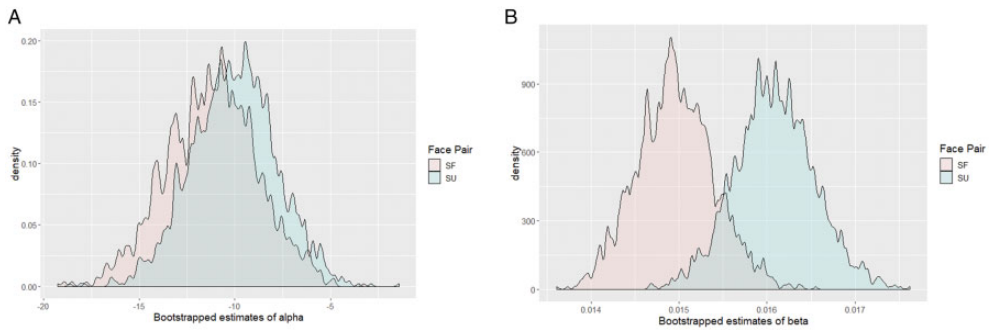 A
0.20
0.15
0.10
0.05
0.00
density
-20
-15
-10
-5
Bootstrapped estimates of alpha
Face Pair
SF
SU
B
900
600
300
0
density
0.014
0.015
0.016
0.017
Bootstrapped estimates of beta
Face Pair
SF
SU